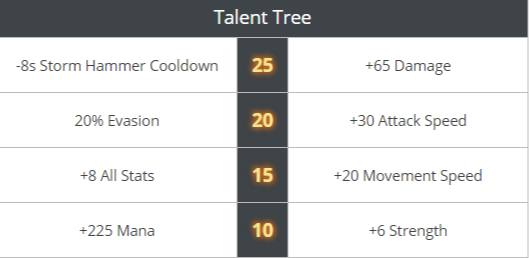 Talent Tree
-8s Storm Hammer Cooldown 25 +65 Damage
20% Evasion 20 +30 Attack Speed
+8 All Stats 15 +20 Movement Speed
+225 Mana 10 +6 Strength